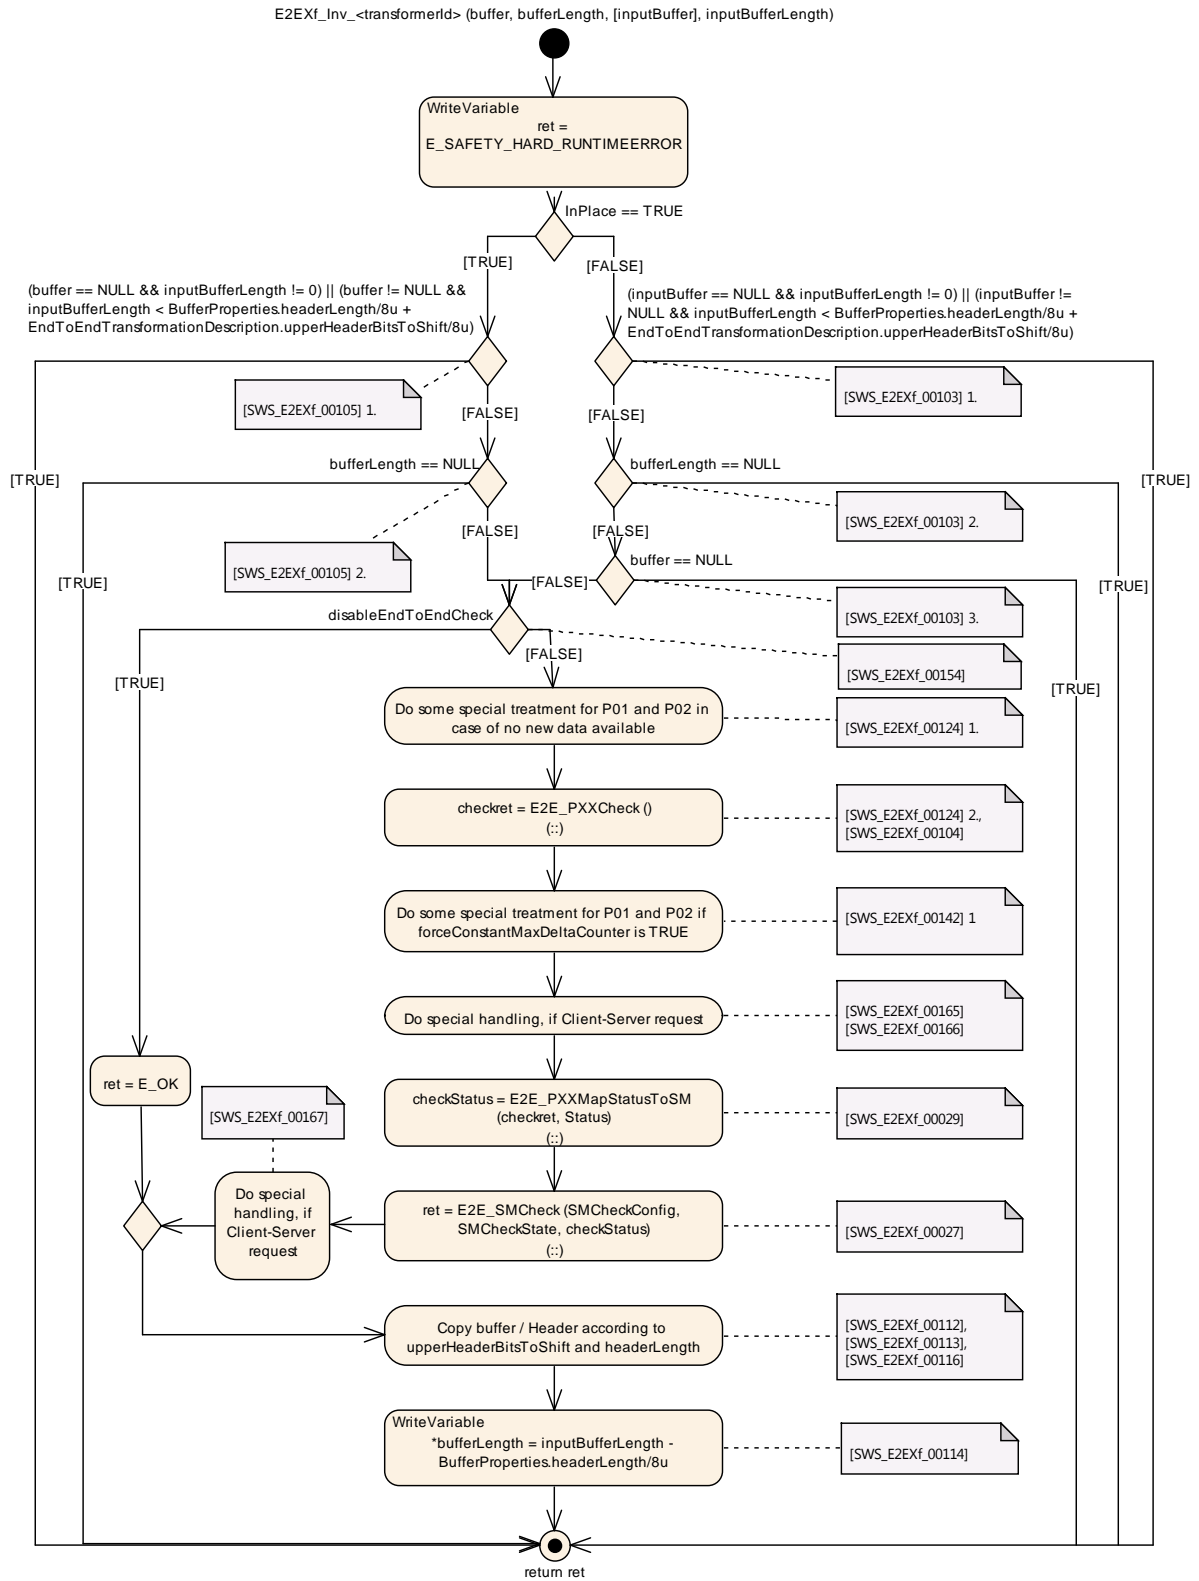 E2EXf_Inv_<transformerId> (buffer, bufferLength, [inputBuffer], inputBufferLength)
WriteVariable
ret =
E_SAFETY_HARD_RUNTIMEERROR
InPlace == TRUE
[TRUE]
[FALSE]
(buffer == NULL && inputBufferLength != 0) || (buffer != NULL &&
inputBufferLength < BufferProperties.headerLength/8u +
EndToEndTransformationDescription.upperHeaderBitsToShift/8u)
(inputBuffer == NULL && inputBufferLength != 0) || (inputBuffer !=
NULL && inputBufferLength < BufferProperties.headerLength/8u +
EndToEndTransformationDescription.upperHeaderBitsToShift/8u)
[SWS_E2EXf_00105] 1.
[SWS_E2EXf_00103] 1.
[FALSE]
[FALSE]
bufferLength == NULL
bufferLength == NULL
[TRUE]
[TRUE]
[SWS_E2EXf_00103] 2.
[FALSE]
[FALSE]
buffer == NULL
[SWS_E2EXf_00105] 2.
[TRUE]
[FALSE]
[TRUE]
[SWS_E2EXf_00103] 3.
disableEndToEndCheck
[FALSE]
[SWS_E2EXf_00154]
[TRUE]
[TRUE]
Do some special treatment for P01 and P02 in
case of no new data available
[SWS_E2EXf_00124] 1.
checkret = E2E_PXXCheck ()
(::)
[SWS_E2EXf_00124] 2.,
[SWS_E2EXf_00104]
Do some special treatment for P01 and P02 if
forceConstantMaxDeltaCounter is TRUE
[SWS_E2EXf_00142] 1
Do special handling, if Client-Server request
[SWS_E2EXf_00165]
[SWS_E2EXf_00166]
ret = E_OK
checkStatus = E2E_PXXMapStatusToSM
(checkret, Status)
(::)
[SWS_E2EXf_00029]
[SWS_E2EXf_00167]
Do special
handling, if
Client-Server
request
ret = E2E_SMCheck (SMCheckConfig,
SMCheckState, checkStatus)
(::)
[SWS_E2EXf_00027]
Copy buffer / Header according to
upperHeaderBitsToShift and headerLength
[SWS_E2EXf_00112],
[SWS_E2EXf_00113],
[SWS_E2EXf_00116]
WriteVariable
*bufferLength = inputBufferLength -
BufferProperties.headerLength/8u
[SWS_E2EXf_00114]
return ret